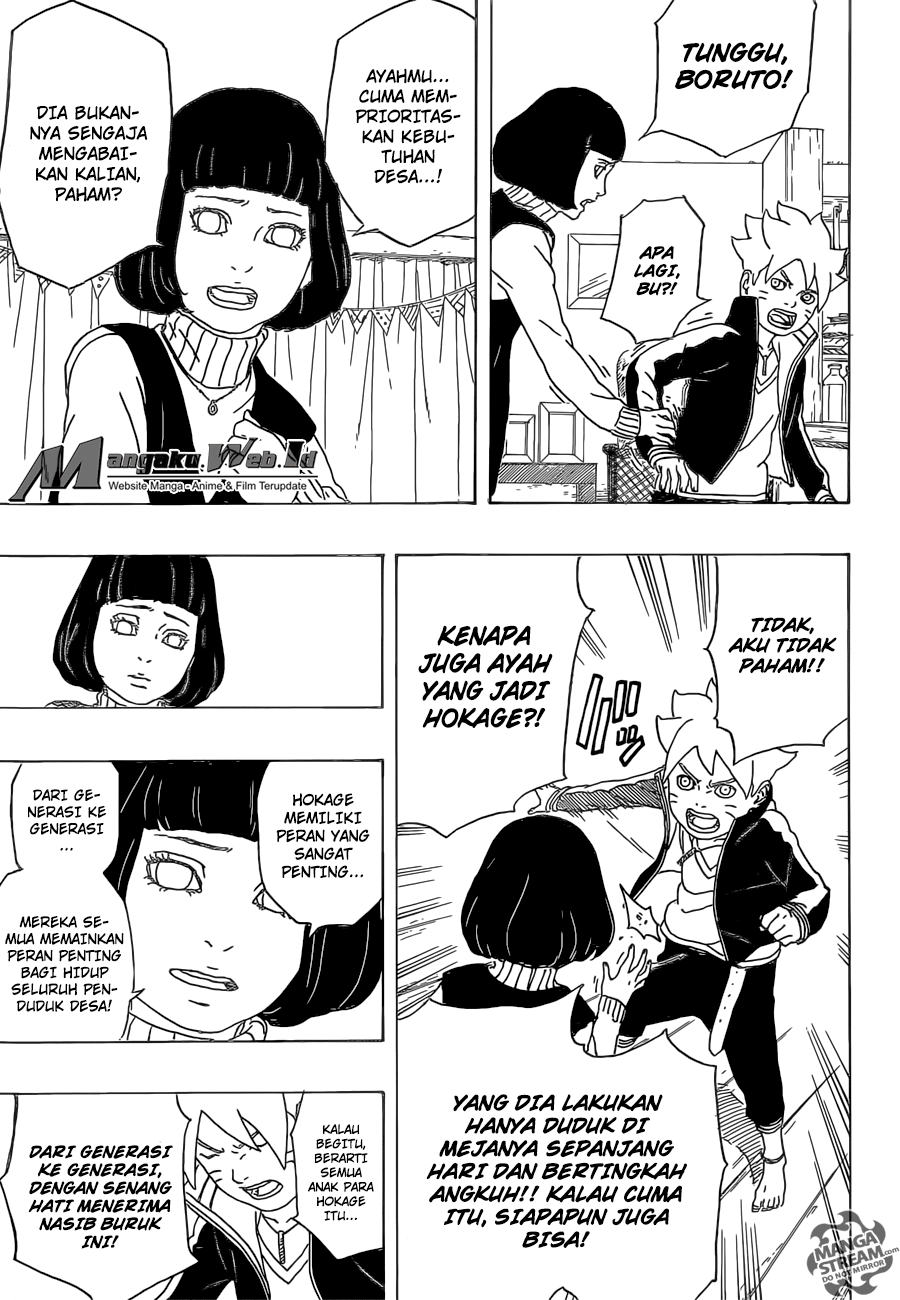 TUNGGU,
BORUTO!
APA
LAGI,
BU?!
AYAHMU...
CUMA MEM-
PRIORITAS-
KAN KEBU-
TUHAN
DESA...!
DIA BUKAN-
NYA SENGAJA
MENGABAI-
KAN KALIAN,
PAHAM?
Mangaku.Web.Id
Website Manga - Anime & Film Terupdate
TIDAK,
AKU TIDAK
PAHAM!!
KENAPA
JUGA AYAH
YANG JADI
HOKAGE?!
YANG DIA LAKUKAN
HANYA DUDUK DI
MEJANYA SEPANJANG
HARI DAN BERTINGKAH
ANGKUH!! KALAU CUMA
ITU, SIAPAPUN JUGA
BISA!
HOKAGE
MEMILIKI
PERAN YANG
SANGAT
PENTING...
DARI GE-
NERASI KE
GENERASI
...
MEREKA SE-
MUA MEMAINKAN
PERAN PENTING
BAGI HIDUP
SELURUH PEN-
DUDUK DESA!
KALAU
BEGITU,
BERARTI
SEMUA
ANAK PARA
HOKAGE
ITU...
DARI GENERASI
KE GENERASI,
DENGAN SENANG
HATI MENERIMA
NASIB BURUK
INI!
MANGA
STREAM.com
DO NOT MIRROR!